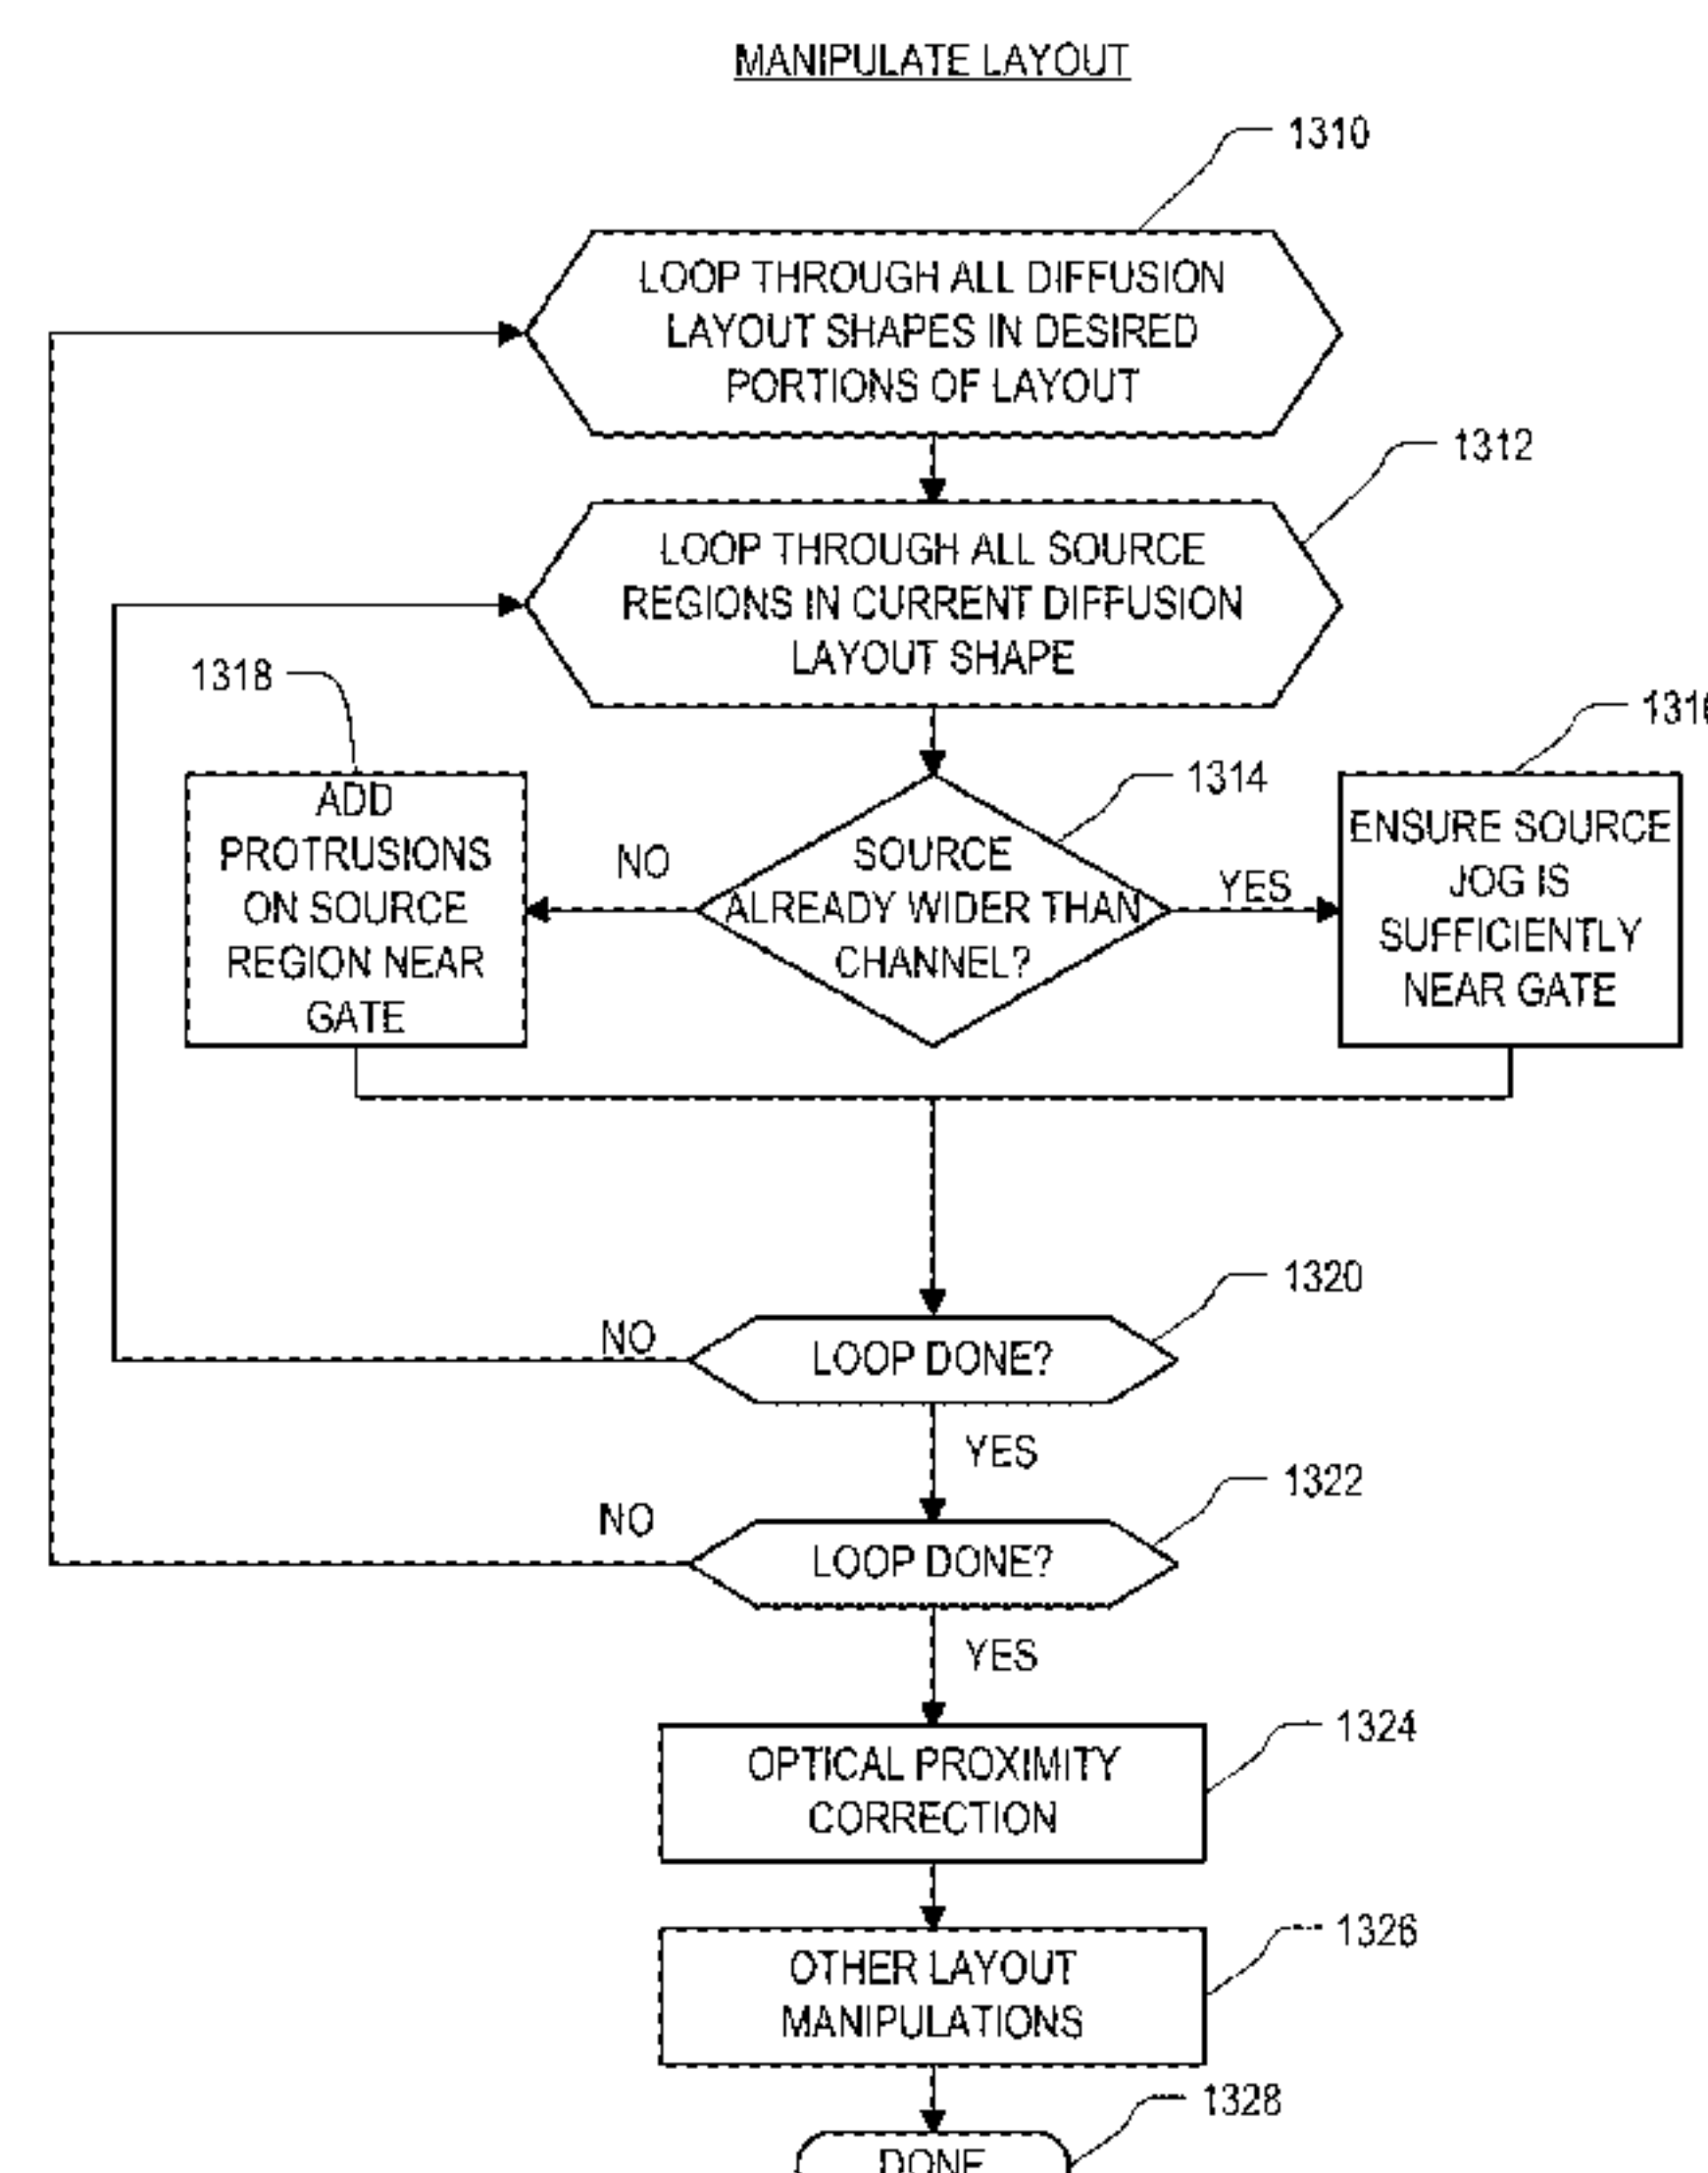 MANIPULATE LAYOUT
1310
LOOP THROUGH ALL DIFFUSION
LAYOUT SHAPES IN DESIRED
PORTIONS OF LAYOUT
1312
LOOP THROUGH ALL SOURCE
REGIONS IN CURRENT DIFFUSION
LAYOUT SHAPE
1318
ADD
PROTRUSIONS
ON SOURCE
REGION NEAR
GATE
NO
1314
SOURCE
ALREADY WIDER THAN
CHANNEL?
YES
ENSURE SOURCE
JOG IS
SUFFICIENTLY
NEAR GATE
1320
NO
LOOP DONE?
YES
1322
NO
LOOP DONE?
YES
1324
OPTICAL PROXIMITY
CORRECTION
1326
OTHER LAYOUT
MANIPULATIONS
1328
DONE